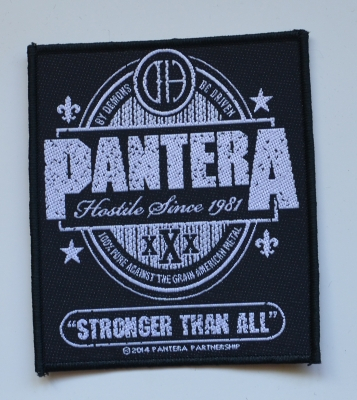 BY DEMONS BE DRIVEN
PANTERA
Hostile Since 1981
XXX
100% PURE AGAINST THE GRAIN AMERICAN METAL
"STRONGER THAN ALL"
©2014 PANTERA PARTNERSHIP